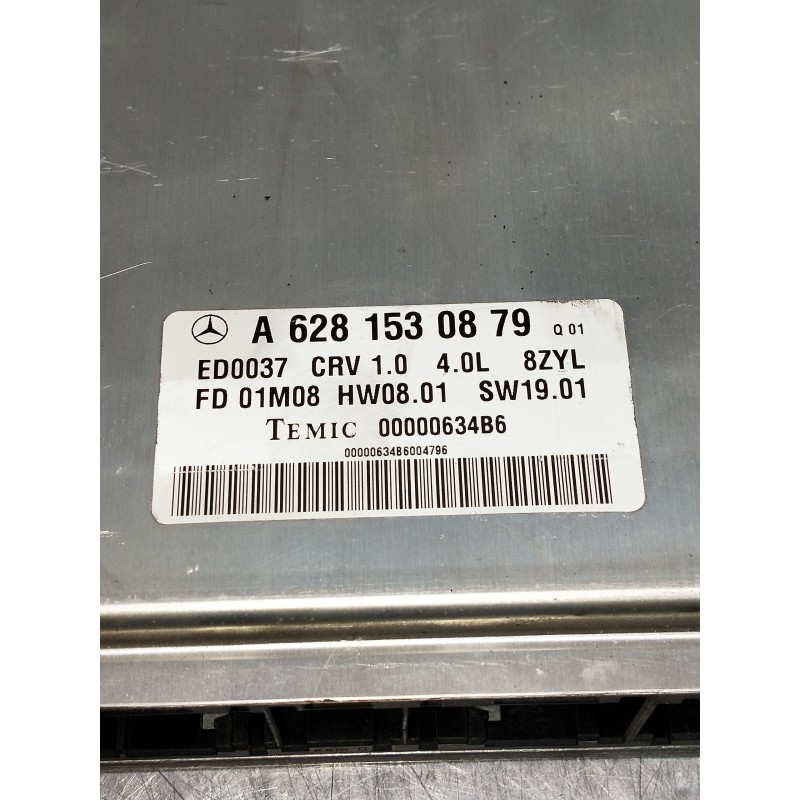 A 628 153 08 79 Q 01
ED0037 CRV 1.0 4.0L 8ZYL
FD 01M08 HW08.01 SW19.01
TEMIC 00000634B6
00000634B6004796